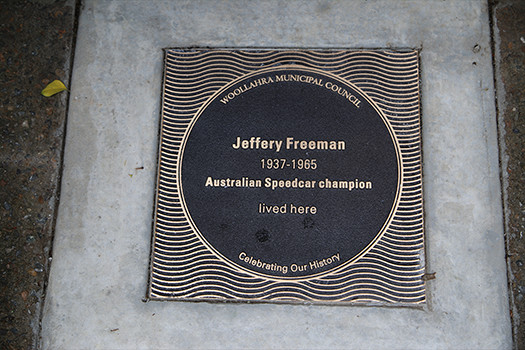 WOOLLAHRA MUNICIPAL COUNCIL
Jeffery Freeman
1937-1965
Australian Speedcar champion
lived here
Celebrating Our History